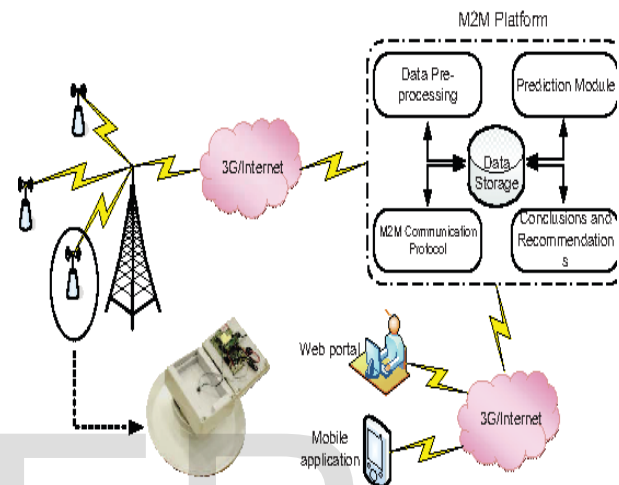 M2M Platform
Data Pre-
processing
Prediction Module
3G/Internet
Data
Storage
M2M Communication
Protocol
Conclusions and
Recommendation
s
Web portal
3G/Internet
Mobile
application